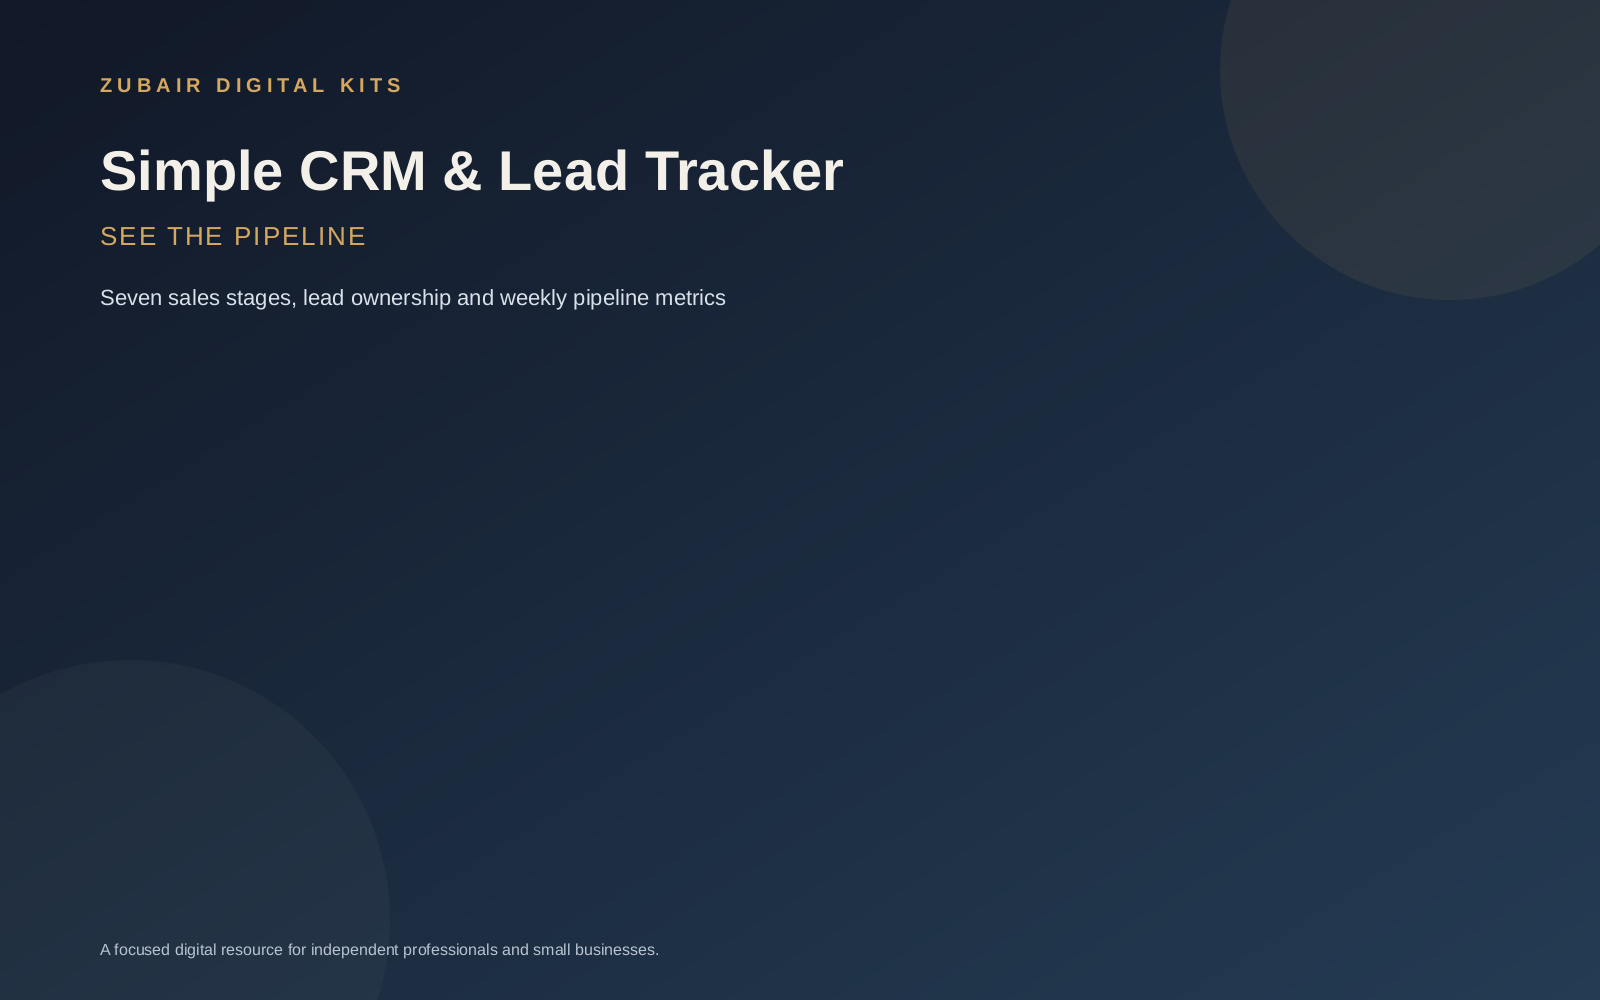 ZUBAIR DIGITAL KITS
Simple CRM & Lead Tracker
SEE THE PIPELINE
Seven sales stages, lead ownership and weekly pipeline metrics
A focused digital resource for independent professionals and small businesses.